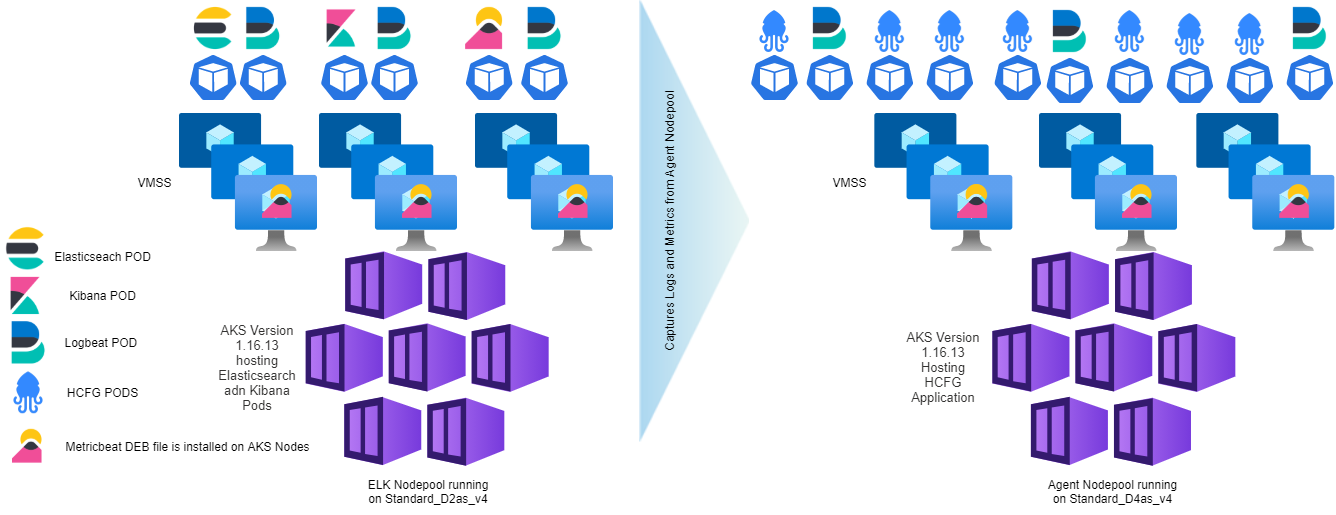 Captures Logs and Metrics from Agent Nodepool
VMSS
VMSS
Elasticseach POD
Kibana POD
Logbeat POD
HCFG PODS
Metricbeat DEB file is installed on AKS Nodes
AKS Version
1.16.13
hosting
Elasticsearch
adn Kibana
Pods
AKS Version
1.16.13
Hosting
HCFG
Application
ELK Nodepool running
on Standard_D2as_v4
Agent Nodepool running
on Standard_D4as_v4